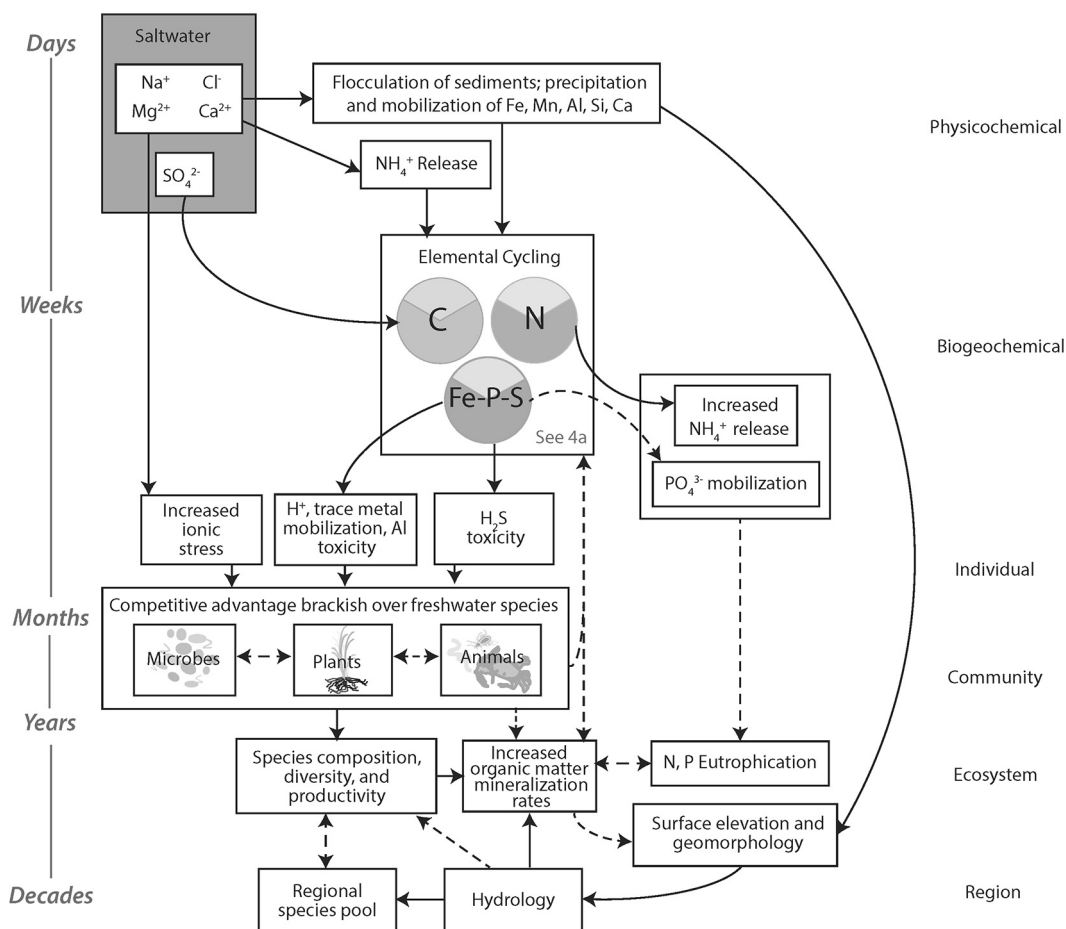 Days
Saltwater
Na⁺ Cl⁻
Mg²⁺ Ca²⁺
SO₄²⁻
Flocculation of sediments; precipitation
and mobilization of Fe, Mn, Al, Si, Ca
Physicochemical
NH₄⁺ Release
Elemental Cycling
Weeks
C
N
Fe-P-S
See 4a
Biogeochemical
Increased
NH₄⁺ release
PO₄³⁻ mobilization
Increased
ionic
stress
H⁺, trace metal
mobilization, Al
toxicity
H₂S
toxicity
Individual
Months
Competitive advantage brackish over freshwater species
Microbes
Plants
Animals
Community
Years
Species composition,
diversity, and
productivity
Increased
organic matter
mineralization
rates
N, P Eutrophication
Ecosystem
Surface elevation and
geomorphology
Decades
Regional
species pool
Hydrology
Region